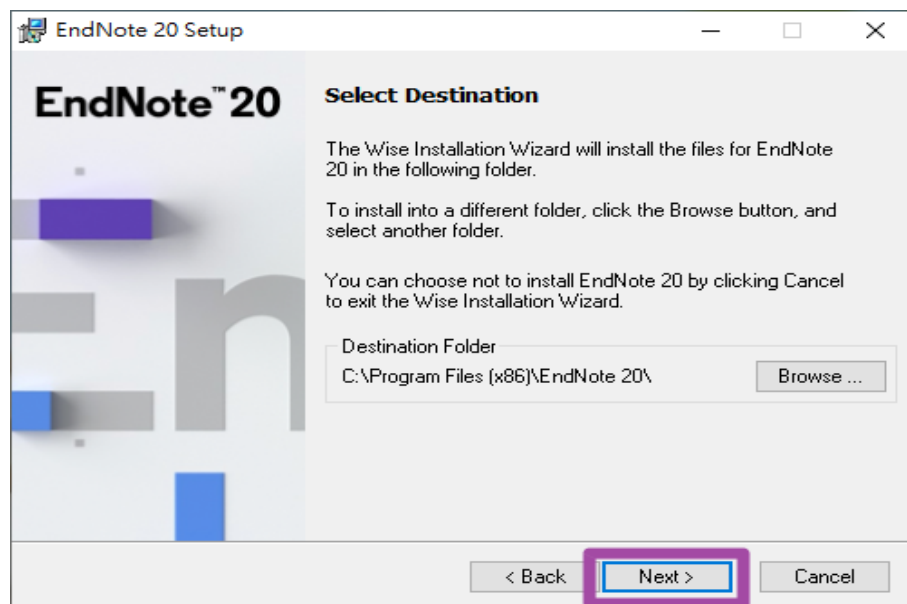 EndNote 20 Setup
EndNote™20
Select Destination
The Wise Installation Wizard will install the files for EndNote
20 in the following folder.
To install into a different folder, click the Browse button, and
select another folder.
You can choose not to install EndNote 20 by clicking Cancel
to exit the Wise Installation Wizard.
Destination Folder
C:\Program Files (x86)\EndNote 20\
Browse ...
En
< Back
Next >
Cancel